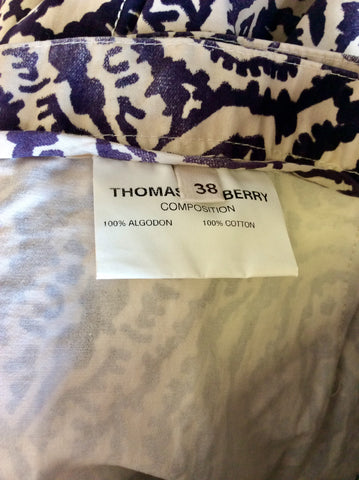 THOMAS 38 BERRY
COMPOSITION
100% ALGODON 100% COTTON